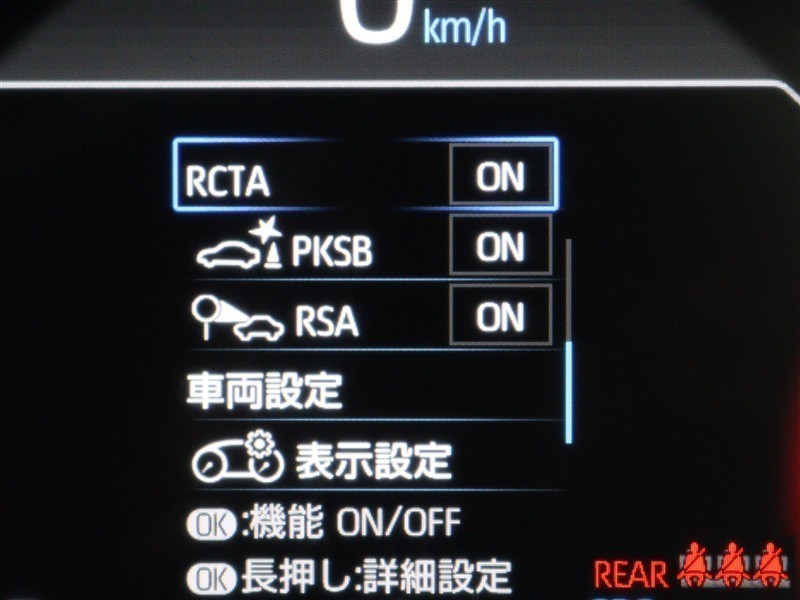 0 km/h
RCTA ON
PKSB ON
RSA ON
車両設定
表示設定
OK:機能 ON/OFF
OK長押し:詳細設定
REAR